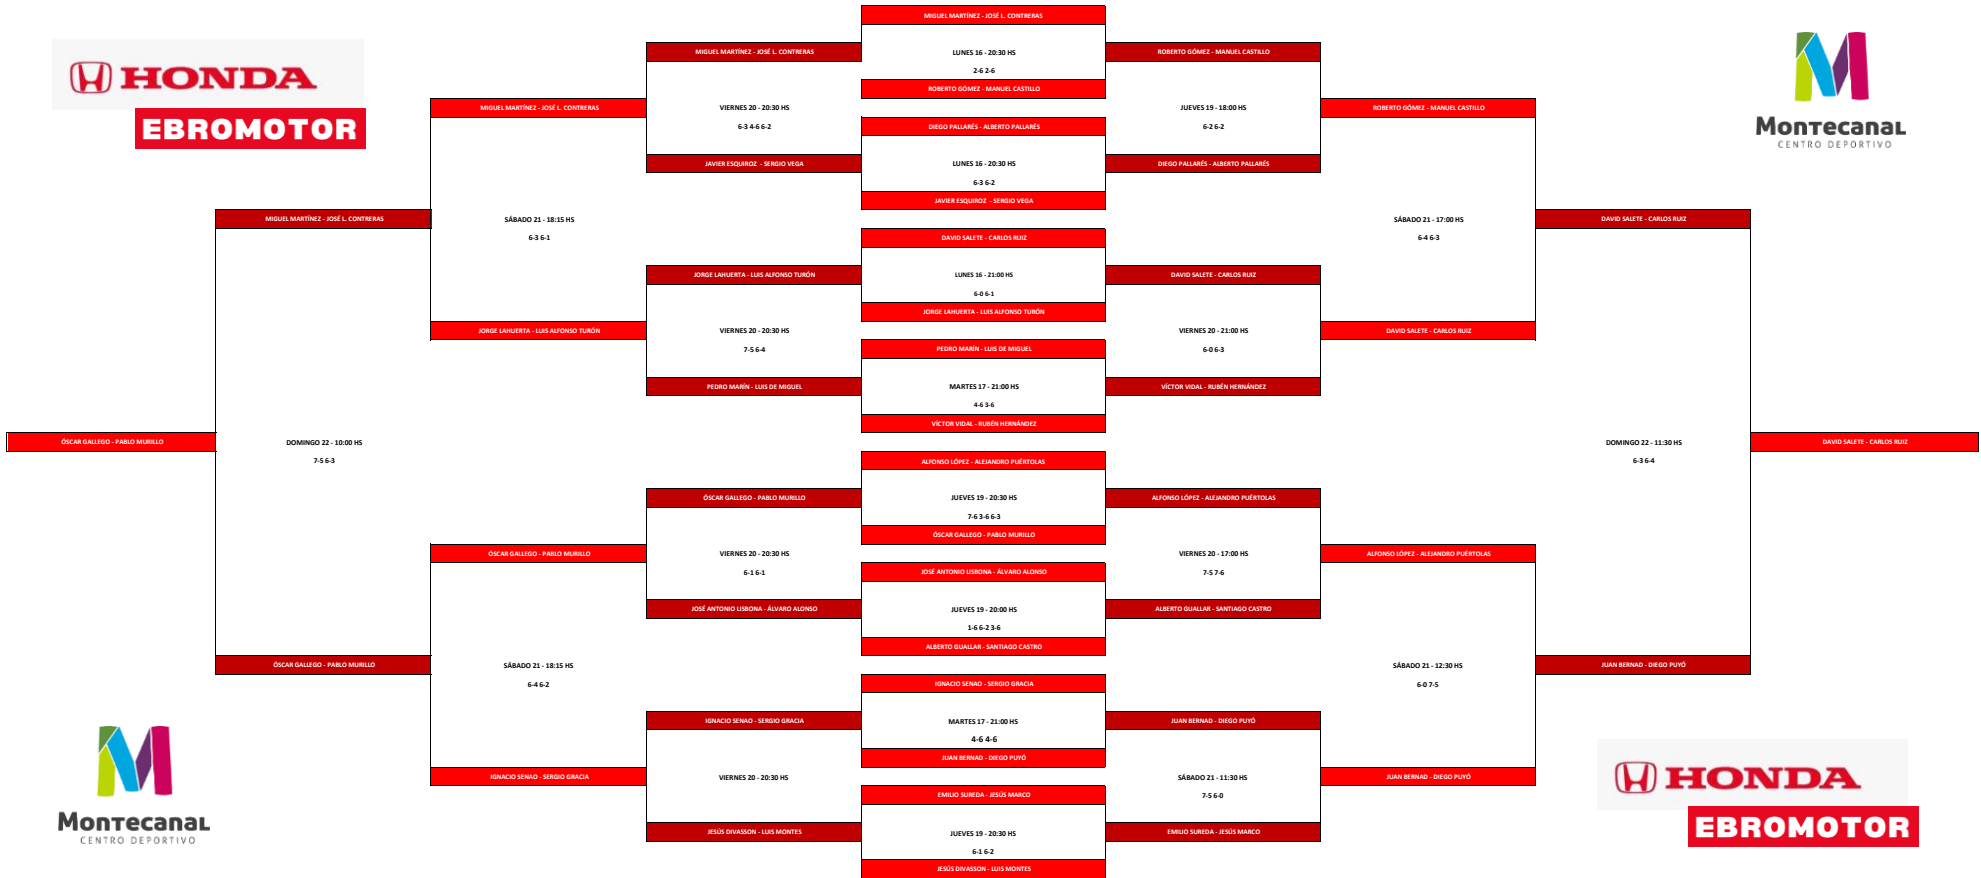 MIGUEL MARTÍNEZ - JOSÉ L. CONTRERAS
MIGUEL MARTÍNEZ - JOSÉ L. CONTRERAS
LUNES 16 - 20:30 HS
ROBERTO GÓMEZ - MANUEL CASTILLO
2-6 2-6
HONDA
EBROMOTOR
ROBERTO GÓMEZ - MANUEL CASTILLO
Montecanal
CENTRO DEPORTIVO
MIGUEL MARTÍNEZ - JOSÉ L. CONTRERAS
VIERNES 20 - 20:30 HS
JUEVES 19 - 18:00 HS
ROBERTO GÓMEZ - MANUEL CASTILLO
6-3 4-6 6-2
DIEGO PALLARÉS - ALBERTO PALLARÉS
6-2 6-2
JAVIER ESQUIROZ - SERGIO VEGA
LUNES 16 - 20:30 HS
DIEGO PALLARÉS - ALBERTO PALLARÉS
6-3 6-2
JAVIER ESQUIROZ - SERGIO VEGA
MIGUEL MARTÍNEZ - JOSÉ L. CONTRERAS
SÁBADO 21 - 18:15 HS
SÁBADO 21 - 17:00 HS
DAVID SALETE - CARLOS RUIZ
6-3 6-1
DAVID SALETE - CARLOS RUIZ
6-4 6-3
JORGE LAHUERTA - LUIS ALFONSO TURÓN
LUNES 16 - 21:00 HS
DAVID SALETE - CARLOS RUIZ
6-0 6-1
JORGE LAHUERTA - LUIS ALFONSO TURÓN
JORGE LAHUERTA - LUIS ALFONSO TURÓN
VIERNES 20 - 20:30 HS
VIERNES 20 - 21:00 HS
DAVID SALETE - CARLOS RUIZ
7-5 6-4
PEDRO MARÍN - LUIS DE MIGUEL
6-0 6-3
PEDRO MARÍN - LUIS DE MIGUEL
MARTES 17 - 21:00 HS
VÍCTOR VIDAL - RUBÉN HERNÁNDEZ
4-6 3-6
VÍCTOR VIDAL - RUBÉN HERNÁNDEZ
ÓSCAR GALLEGO - PABLO MURILLO
DOMINGO 22 - 10:00 HS
DOMINGO 22 - 11:30 HS
DAVID SALETE - CARLOS RUIZ
7-5 6-3
ALFONSO LÓPEZ - ALEJANDRO PUÉRTOLAS
6-3 6-4
ÓSCAR GALLEGO - PABLO MURILLO
JUEVES 19 - 20:30 HS
ALFONSO LÓPEZ - ALEJANDRO PUÉRTOLAS
7-6 3-6 6-3
ÓSCAR GALLEGO - PABLO MURILLO
ÓSCAR GALLEGO - PABLO MURILLO
VIERNES 20 - 20:30 HS
VIERNES 20 - 17:00 HS
ALFONSO LÓPEZ - ALEJANDRO PUÉRTOLAS
6-1 6-1
JOSÉ ANTONIO LISBONA - ÁLVARO ALONSO
7-5 7-6
JOSÉ ANTONIO LISBONA - ÁLVARO ALONSO
JUEVES 19 - 20:00 HS
ALBERTO GUALLAR - SANTIAGO CASTRO
1-6 6-2 3-6
ALBERTO GUALLAR - SANTIAGO CASTRO
ÓSCAR GALLEGO - PABLO MURILLO
SÁBADO 21 - 18:15 HS
SÁBADO 21 - 12:30 HS
JUAN BERNAD - DIEGO PUYÓ
6-4 6-2
IGNACIO SENAO - SERGIO GRACIA
6-0 7-5
IGNACIO SENAO - SERGIO GRACIA
MARTES 17 - 21:00 HS
JUAN BERNAD - DIEGO PUYÓ
4-6 4-6
JUAN BERNAD - DIEGO PUYÓ
IGNACIO SENAO - SERGIO GRACIA
VIERNES 20 - 20:30 HS
SÁBADO 21 - 11:30 HS
JUAN BERNAD - DIEGO PUYÓ
EMILIO SUREDA - JESÚS MARCO
7-5 6-0
Montecanal
CENTRO DEPORTIVO
JESÚS DIVASSON - LUIS MONTES
JUEVES 19 - 20:30 HS
EMILIO SUREDA - JESÚS MARCO
6-1 6-2
JESÚS DIVASSON - LUIS MONTES
HONDA
EBROMOTOR